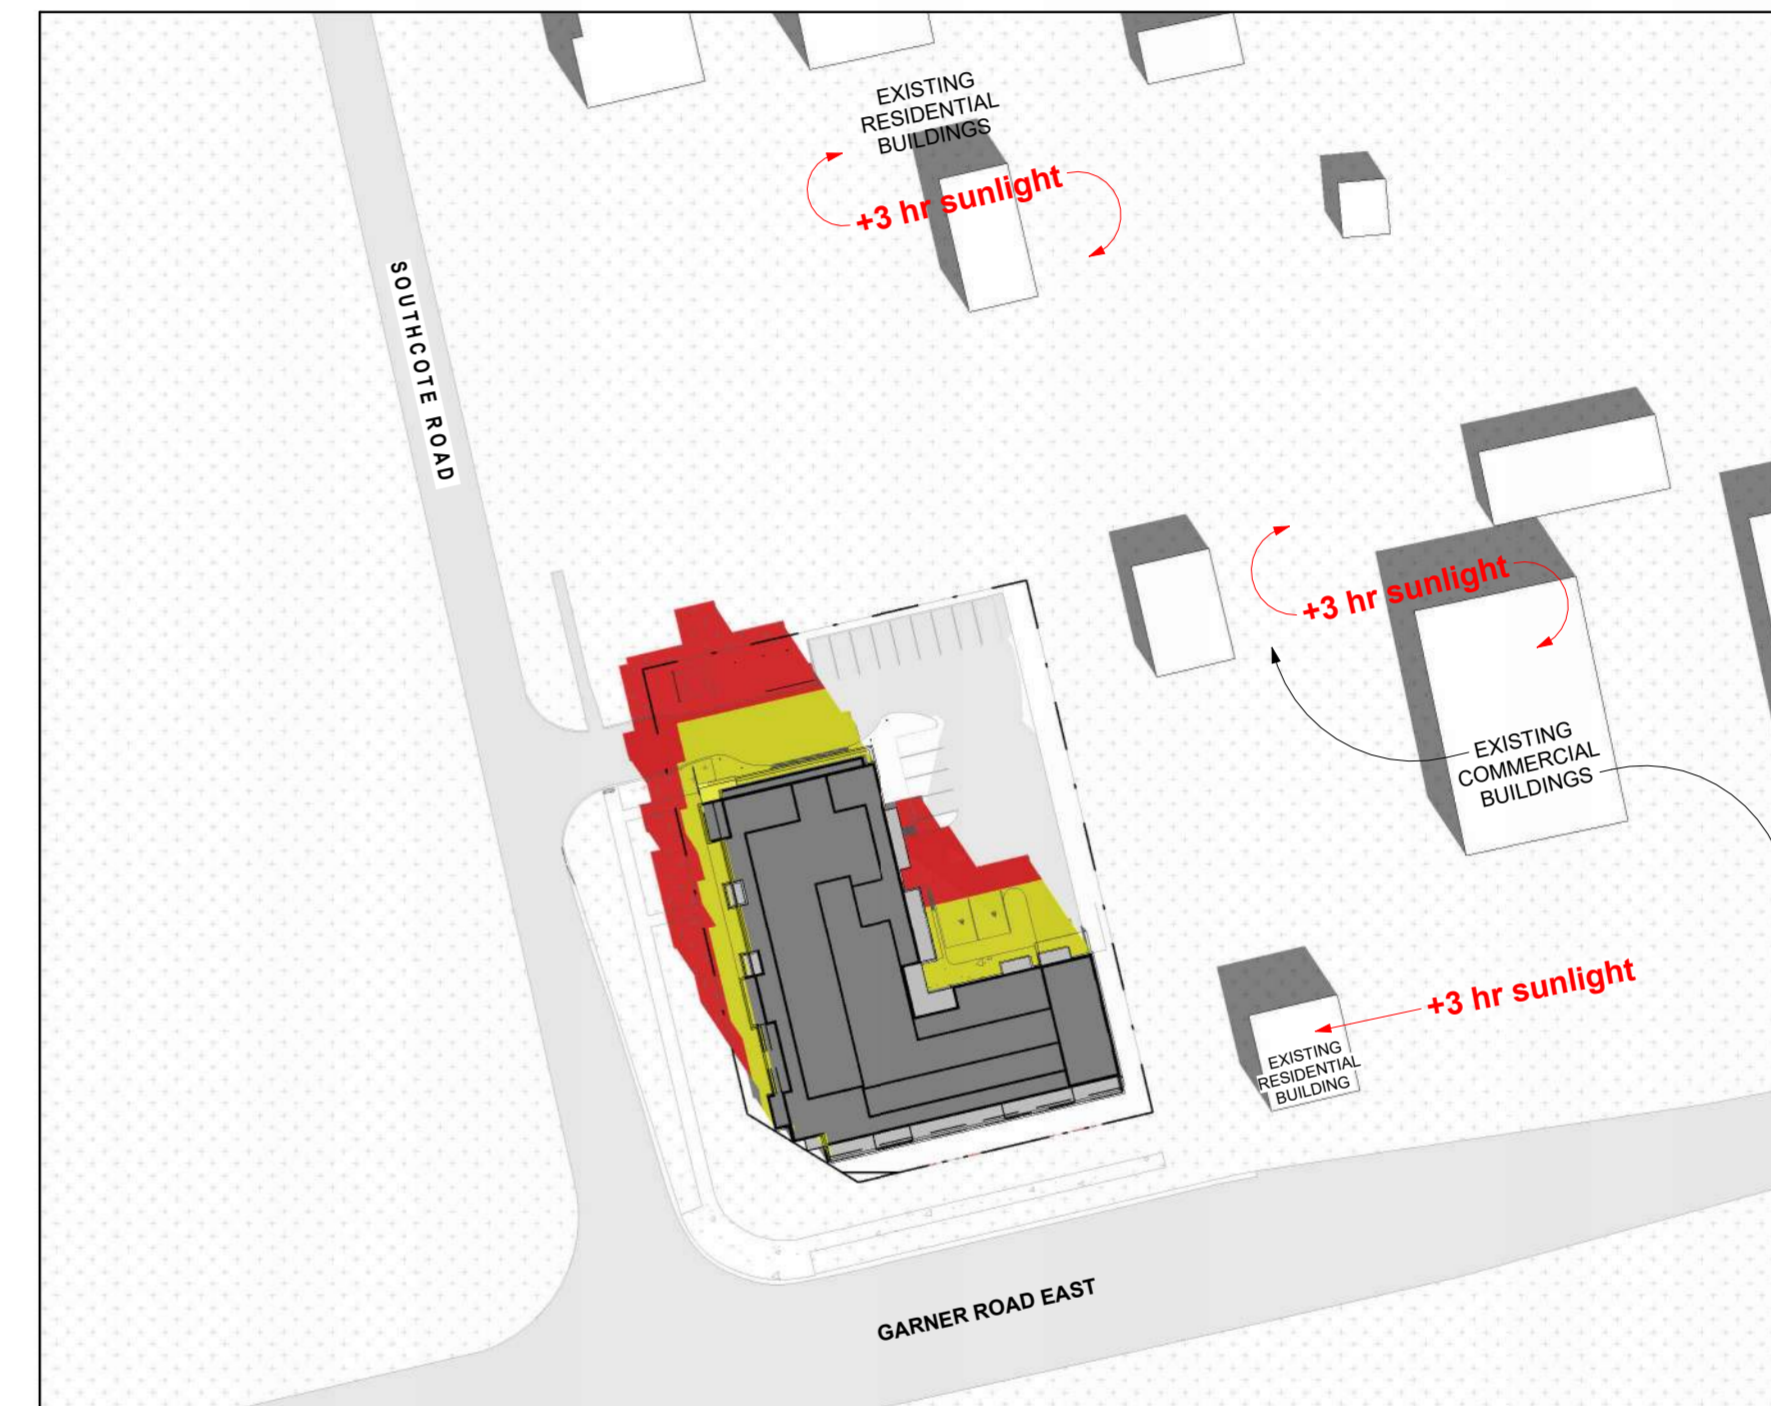 EXISTING
RESIDENTIAL
BUILDINGS
+3 hr sunlight
SOUTHCOTE ROAD
+3 hr sunlight
EXISTING
COMMERCIAL
BUILDINGS
+3 hr sunlight
EXISTING
RESIDENTIAL
BUILDING
GARNER ROAD EAST